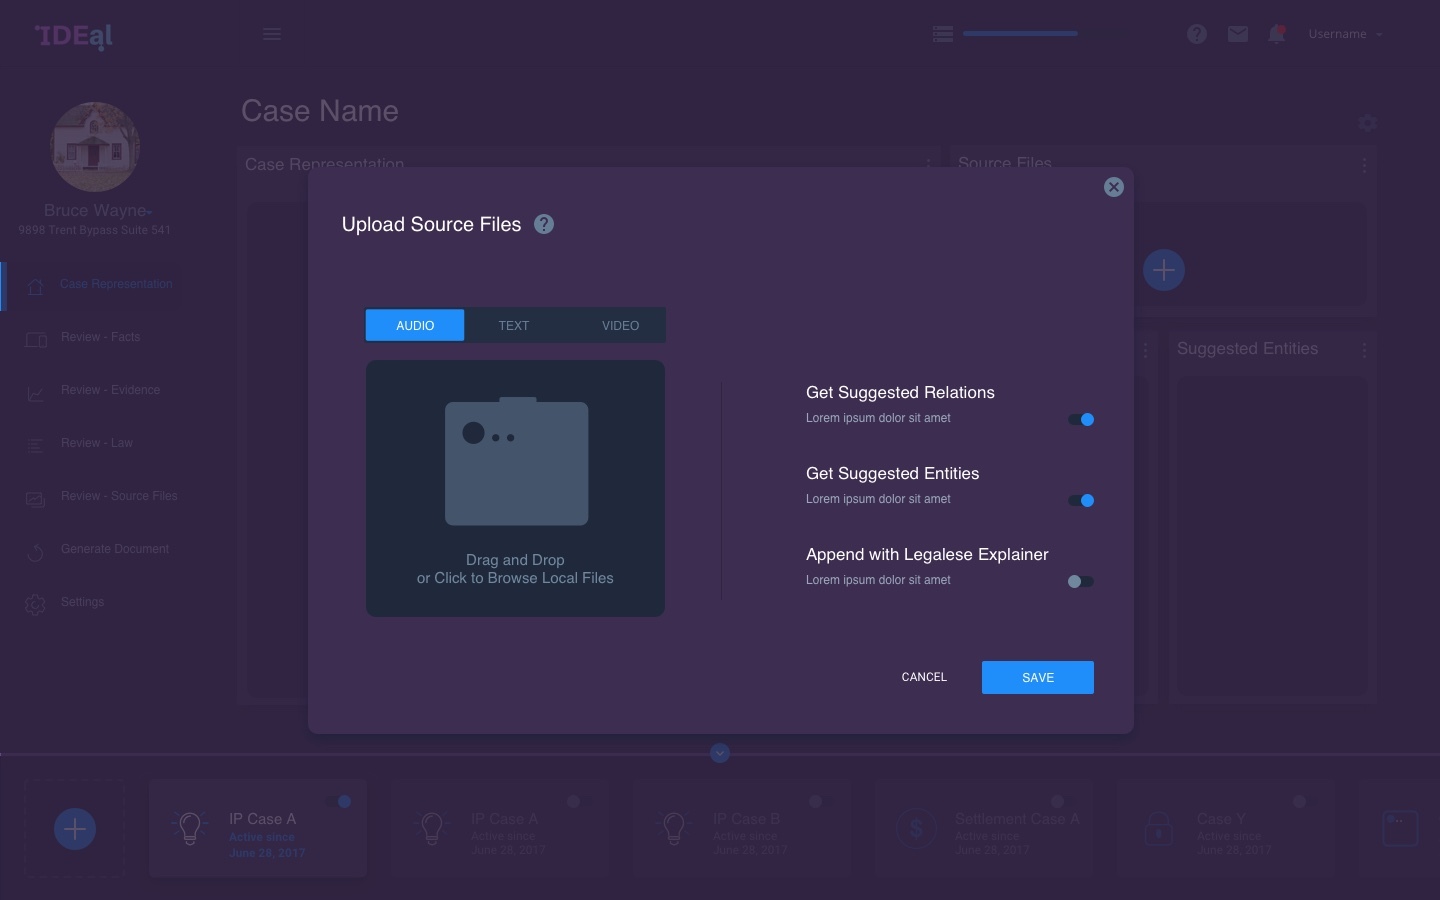 IDEal
Username
Case Name
Case Representation
Source Files
Bruce Wayne
9898 Trent Bypass Suite 541
Case Representation
Review - Facts
Review - Evidence
Review - Law
Review - Source Files
Generate Document
Settings
Upload Source Files ?
AUDIO TEXT VIDEO
Drag and Drop
or Click to Browse Local Files
Get Suggested Relations
Lorem ipsum dolor sit amet
Get Suggested Entities
Lorem ipsum dolor sit amet
Append with Legalese Explainer
Lorem ipsum dolor sit amet
CANCEL SAVE
Suggested Entities
IP Case A
Active since
June 28, 2017
IP Case A
Active since
June 28, 2017
IP Case B
Active since
June 28, 2017
$
Settlement Case A
Active since
June 28, 2017
Case Y
Active since
June 28, 2017